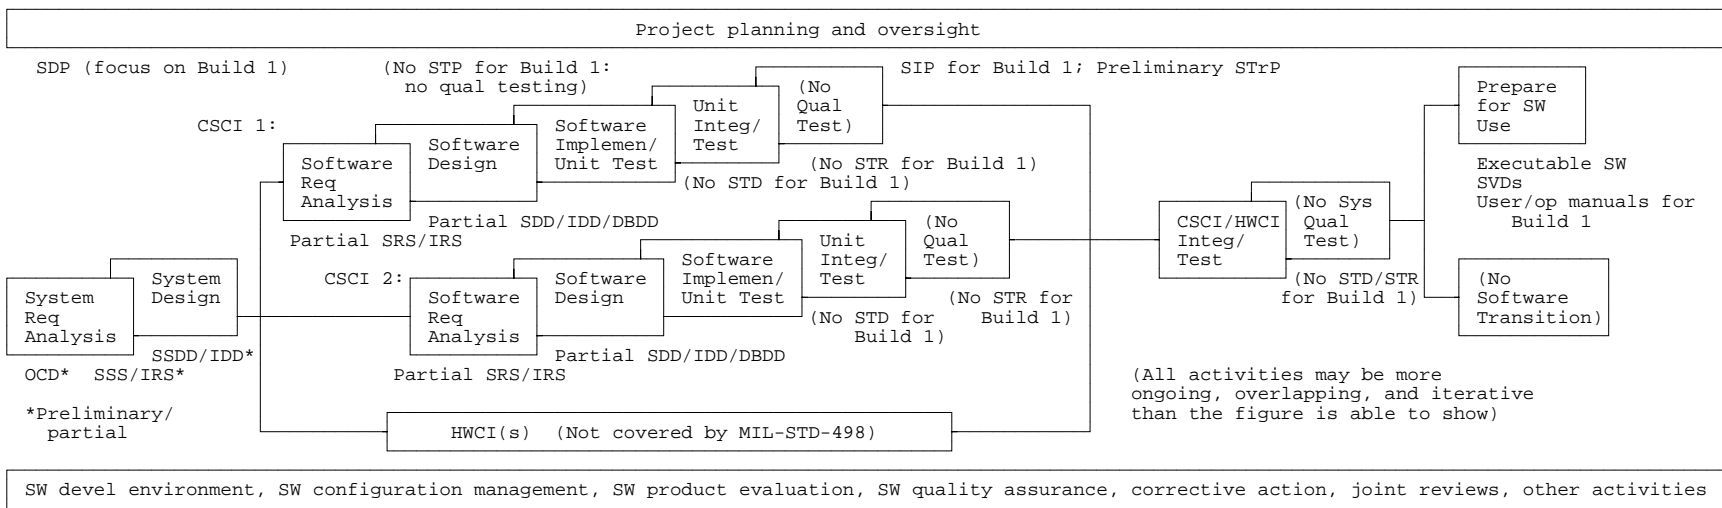 Project planning and oversight
SDP (focus on Build 1)
(No STP for Build 1:
no qual testing)
SIP for Build 1; Preliminary STrP
CSCI 1:
Software
Req
Analysis
Software
Design
Software
Implemen/
Unit Test
Unit
Integ/
Test
(No
Qual
Test)
(No STR for Build 1)
(No STD for Build 1)
Partial SDD/IDD/DBDD
Partial SRS/IRS
CSCI 2:
Software
Req
Analysis
Software
Design
Software
Implemen/
Unit Test
Unit
Integ/
Test
(No
Qual
Test)
(No STR for
Build 1)
(No STD for
Build 1)
Partial SDD/IDD/DBDD
Partial SRS/IRS
System
Req
Analysis
System
Design
SSDD/IDD*
OCD* SSS/IRS*
*Preliminary/
partial
HWCI(s) (Not covered by MIL-STD-498)
CSCI/HWCI
Integ/
Test
(No Sys
Qual
Test)
(No STD/STR
for Build 1)
Prepare
for SW
Use
Executable SW
SVDs
User/op manuals for
Build 1
(No
Software
Transition)
(All activities may be more
ongoing, overlapping, and iterative
than the figure is able to show)
SW devel environment, SW configuration management, SW product evaluation, SW quality assurance, corrective action, joint reviews, other activities